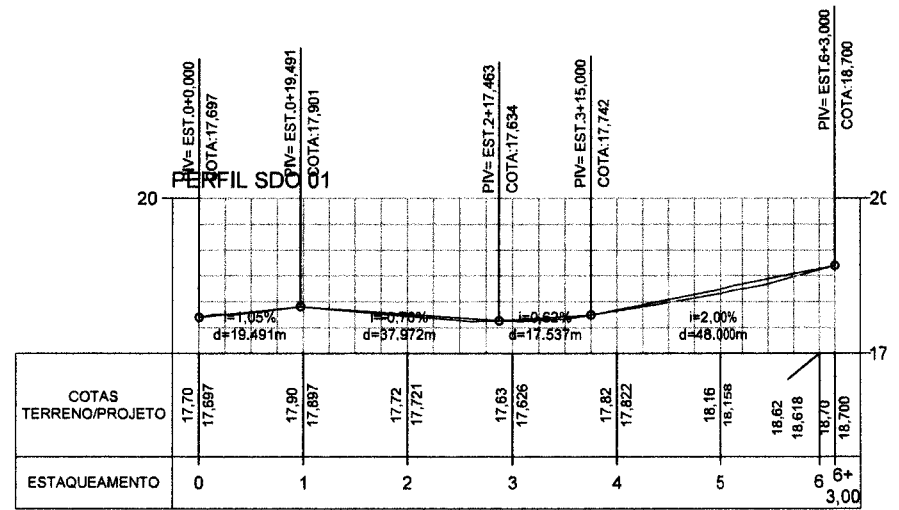 PIV= EST.0+0,000
COTA:17,697
PIV= EST.0+19,491
COTA:17,901
PIV= EST.2+17,463
COTA:17,634
PIV= EST.3+15,000
COTA:17,742
PIV= EST.6+3,000
COTA:18,700
PERFIL SDO 01
20
20
i=1,05%
d=19.491m
i=0,70%
d=37.972m
i=0,62%
d=17.537m
i=2,00%
d=48.000m
17
COTAS
TERRENO/PROJETO
17,70
17,697
17,90
17,897
17,72
17,721
17,63
17,626
17,82
17,822
18,16
18,158
18,62
18,618
18,70
18,700
ESTAQUEAMENTO
0
1
2
3
4
5
6
6+
3,00